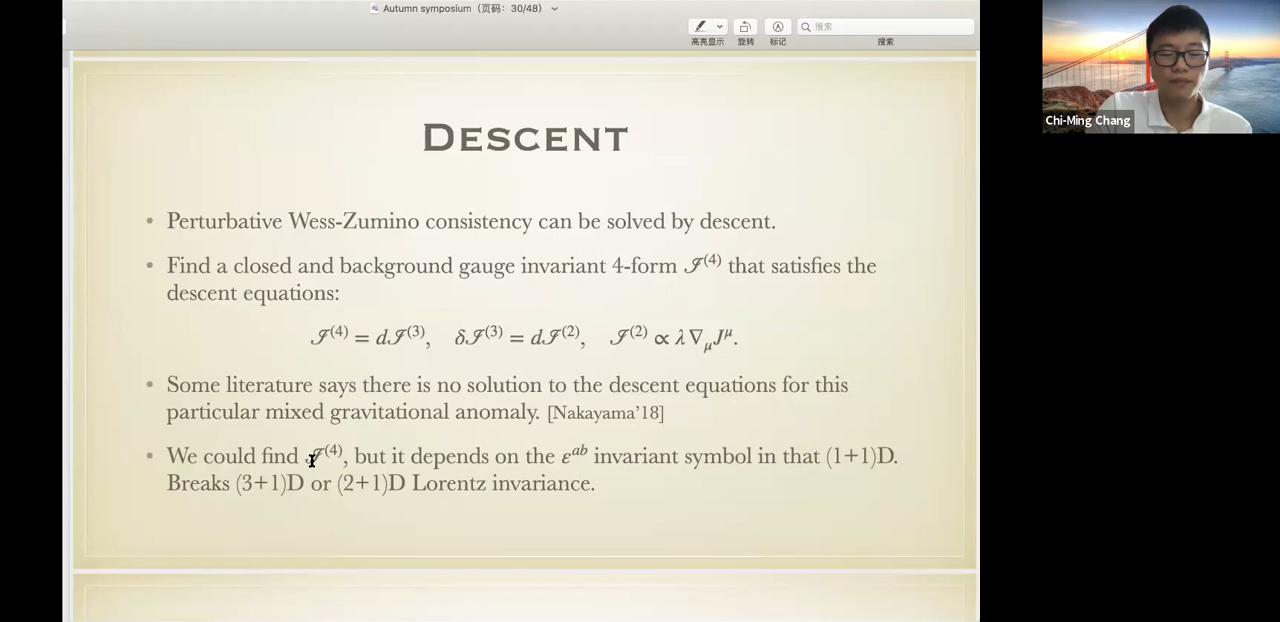 Autumn symposium（页码：30/48）
搜索
高亮显示 旋转 标记 搜索
Chi-Ming Chang
DESCENT
• Perturbative Wess-Zumino consistency can be solved by descent.
• Find a closed and background gauge invariant 4-form ℐ⁽⁴⁾ that satisfies the
descent equations:
ℐ⁽⁴⁾ = dℐ⁽³⁾, δℐ⁽³⁾ = dℐ⁽²⁾, ℐ⁽²⁾ ∝ λ∇_μJ^μ.
• Some literature says there is no solution to the descent equations for this
particular mixed gravitational anomaly. [Nakayama'18]
• We could find ℐ⁽⁴⁾, but it depends on the ε^{ab} invariant symbol in that (1+1)D.
Breaks (3+1)D or (2+1)D Lorentz invariance.